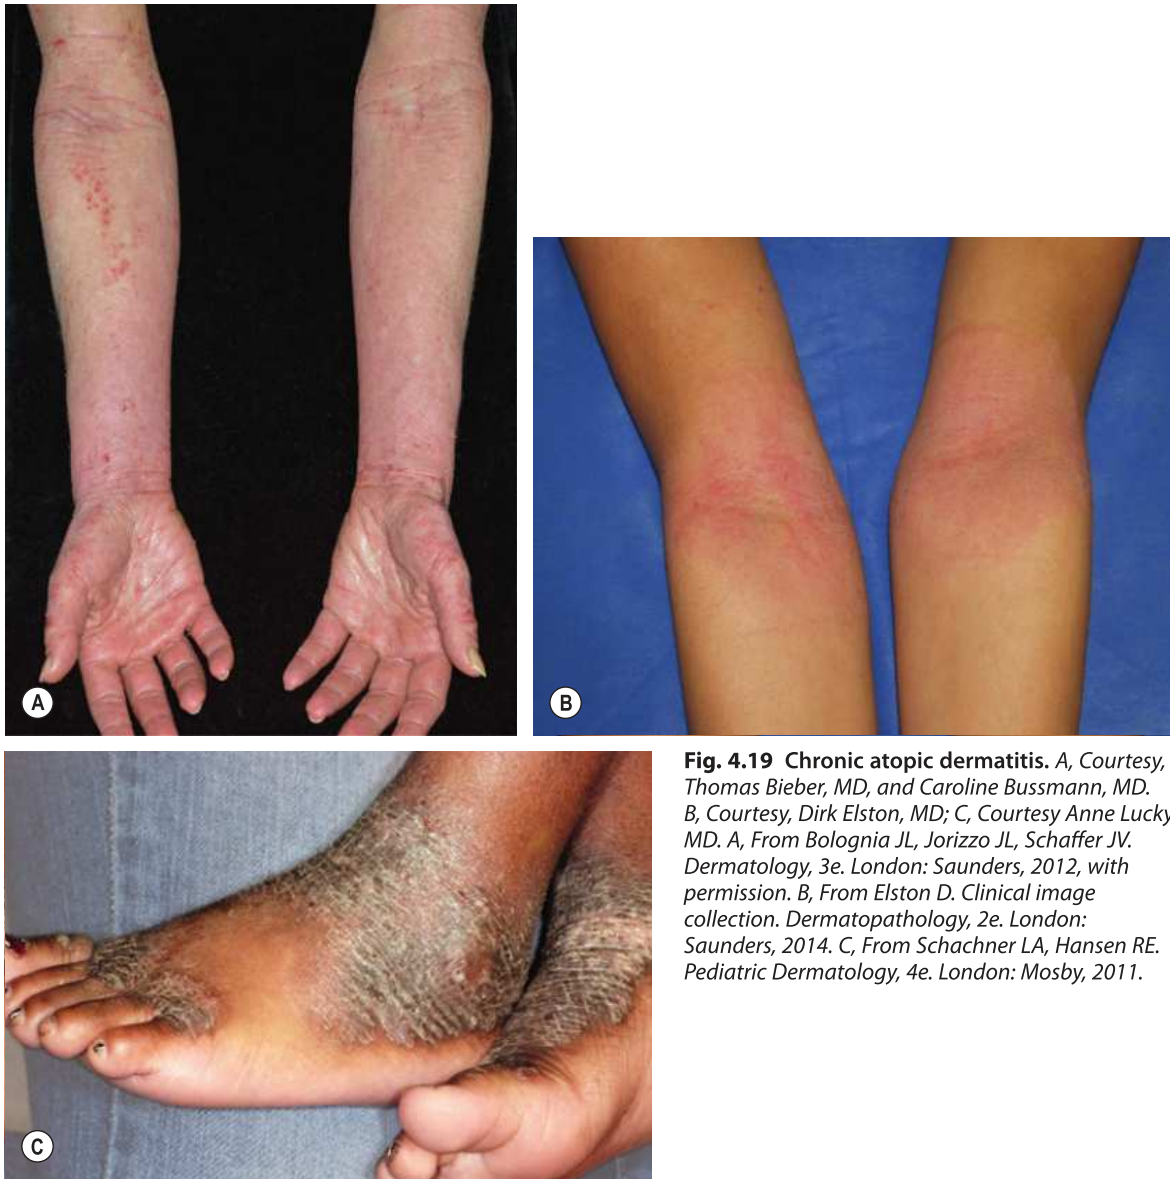 A
B
C
Fig. 4.19 Chronic atopic dermatitis. A, Courtesy,
Thomas Bieber, MD, and Caroline Bussmann, MD.
B, Courtesy, Dirk Elston, MD; C, Courtesy Anne Lucky
MD. A, From Bolognia JL, Jorizzo JL, Schaffer JV.
Dermatology, 3e. London: Saunders, 2012, with
permission. B, From Elston D. Clinical image
collection. Dermatopathology, 2e. London:
Saunders, 2014. C, From Schachner LA, Hansen RE.
Pediatric Dermatology, 4e. London: Mosby, 2011.